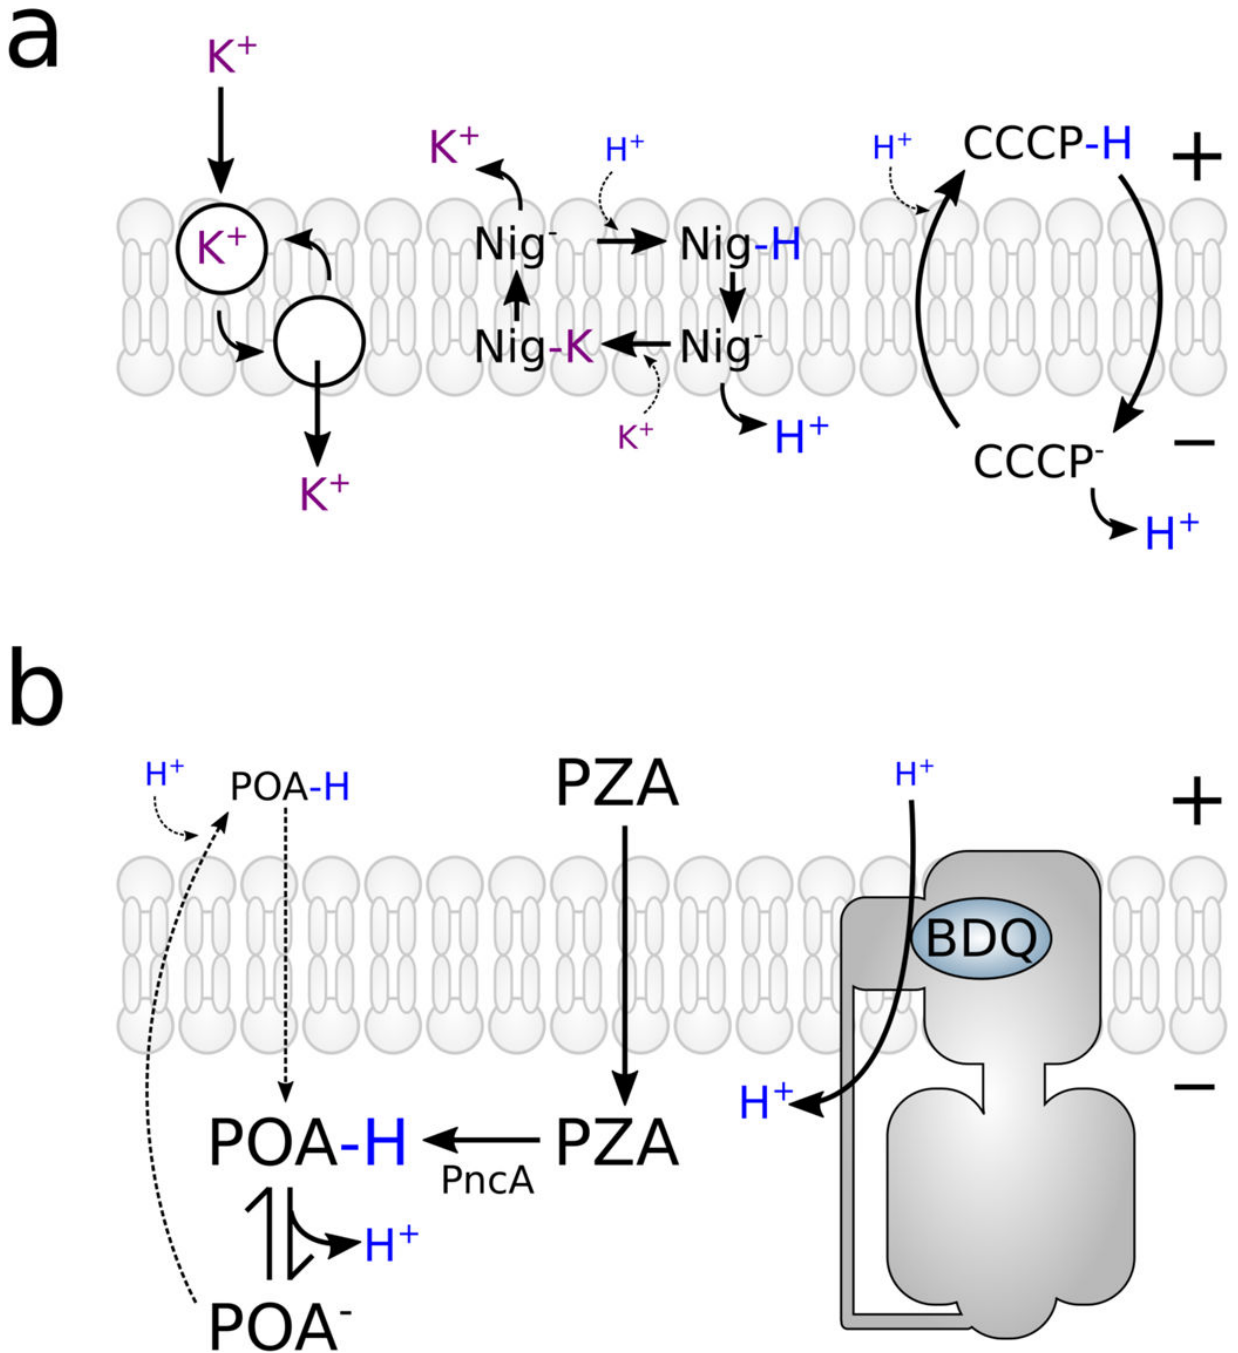 a
K⁺
K⁺
K⁺
K⁺
H⁺
Nig⁻
Nig-H
Nig-K
Nig⁻
K⁺
H⁺
H⁺
CCCP-H
+
CCCP⁻
−
H⁺
b
H⁺
POA-H
PZA
H⁺
+
BDQ
POA-H
PncA
PZA
H⁺
−
H⁺
POA⁻